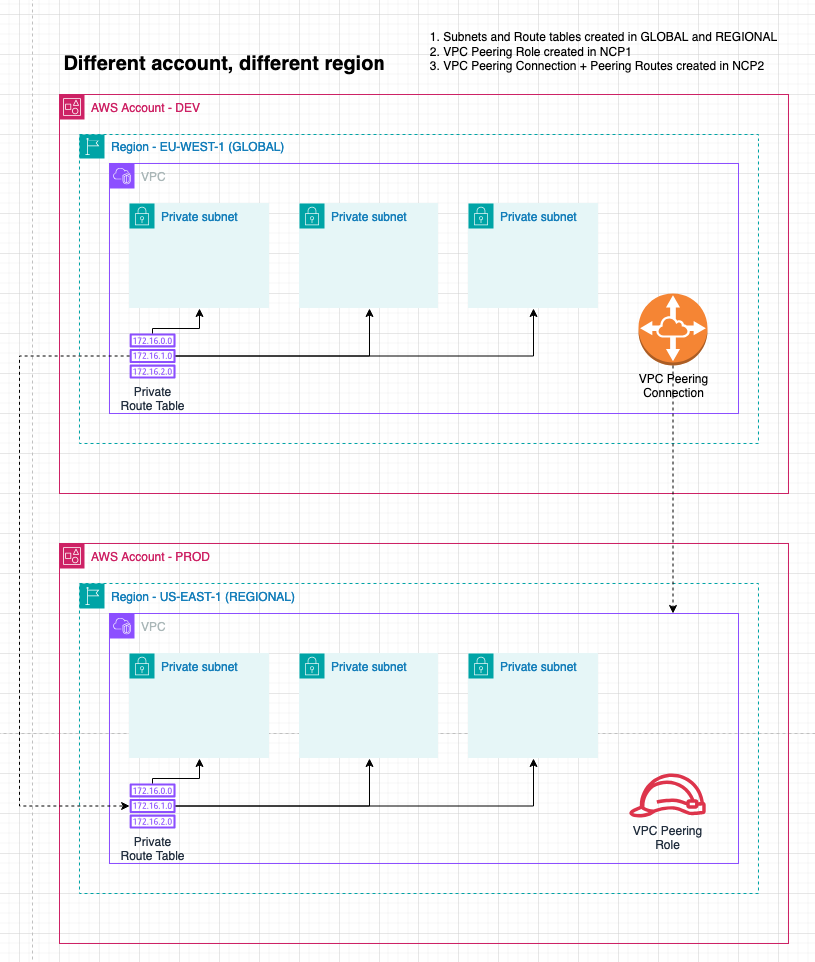 1. Subnets and Route tables created in GLOBAL and REGIONAL
2. VPC Peering Role created in NCP1
3. VPC Peering Connection + Peering Routes created in NCP2
Different account, different region
AWS Account - DEV
Region - EU-WEST-1 (GLOBAL)
VPC
Private subnet
Private subnet
Private subnet
172.16.0.0
172.16.1.0
172.16.2.0
Private
Route Table
VPC Peering
Connection
AWS Account - PROD
Region - US-EAST-1 (REGIONAL)
VPC
Private subnet
Private subnet
Private subnet
172.16.0.0
172.16.1.0
172.16.2.0
Private
Route Table
VPC Peering
Role